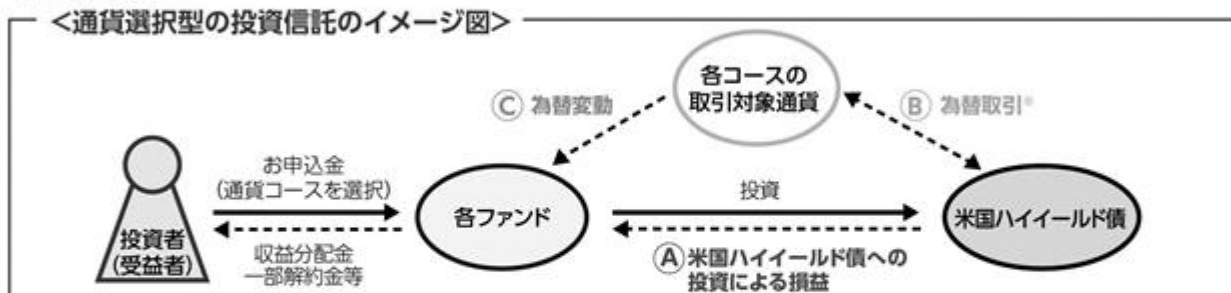 <通貨選択型の投資信託のイメージ図>
各コースの
取引対象通貨
Ⓒ 為替変動
Ⓑ 為替取引※
お申込金
(通貨コースを選択)
投資者
(受益者)
収益分配金
一部解約金等
各ファンド
投資
Ⓐ 米国ハイイールド債への
投資による損益
米国ハイイールド債